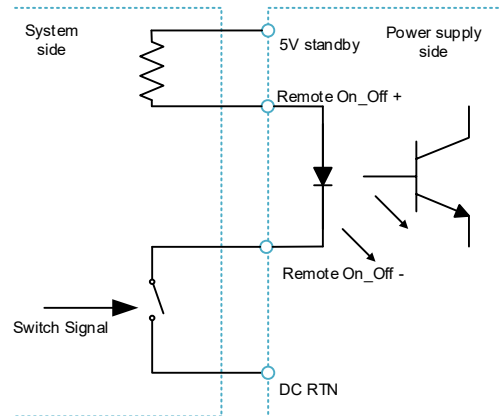 System
side
Power supply
side
5V standby
Remote On_Off +
Remote On_Off -
Switch Signal
DC RTN